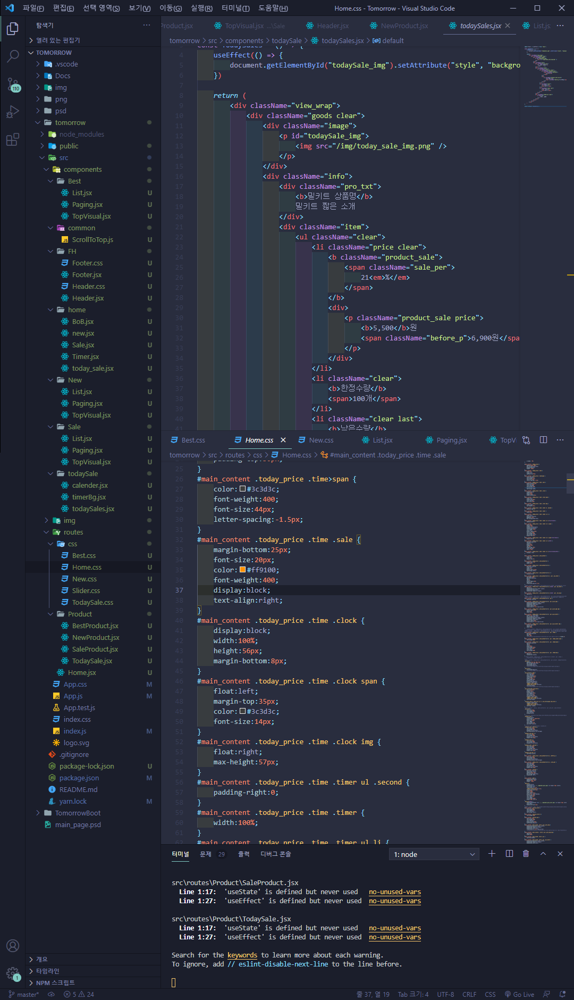 파일(F) 편집(E) 선택 영역(S) 보기(V) 이동(G) 실행(R) 터미널(T) 도움말(H) Home.css - Tomorrow - Visual Studio Code
탐색기
열려 있는 편집기
TOMORROW
.vscode
Docs
img
png
psd
tomorrow
node_modules
public
src
components
Best
List.jsx U
Paging.jsx U
TopVisual.jsx U
common
ScrollToTop.js U
FH
Footer.css U
Footer.jsx U
Header.css U
Header.jsx U
home
BoB.jsx U
new.jsx U
Sale.jsx U
Timer.jsx U
today_sale.jsx U
New
List.jsx U
Paging.jsx U
TopVisual.jsx U
Sale
List.jsx U
Paging.jsx U
TopVisual.jsx U
todaySale
calender.jsx U
timerBg.jsx U
todaySales.jsx U
img
routes
css
Best.css U
Home.css U
New.css U
Slider.css U
TodaySale.css U
Product
BestProduct.jsx U
NewProduct.jsx U
SaleProduct.jsx U
TodaySale.jsx U
Home.jsx U
App.css M
App.js M
App.test.js
index.css
index.js M
logo.svg
.gitignore
package-lock.json U
package.json M
README.md
yarn.lock M
TomorrowBoot
main_page.psd
개요
타임라인
NPM 스크립트
110
1
Product.jsx TopVisual.jsx ...\Sale Header.jsx NewProduct.jsx todaySales.jsx List.js
tomorrow > src > components > todaySale > todaySales.jsx > default
4 useEffect(() => {
5 document.getElementById("todaySale_img").setAttribute("style", "backgro
6 })
7
8 return (
9 <div className="view_wrap">
10 <div className="goods clear">
11 <div className="image">
12 <p id="todaySale_img">
13 <img src="/img/today_sale_img.png" />
14 </p>
15 </div>
16 <div className="info">
17 <div className="pro_txt">
18 <b>밀키트 상품명</b>
19 밀키트 짧은 소개
20 </div>
21 <div className="item">
22 <ul className="clear">
23 <li className="price clear">
24 <b className="product_sale">
25 <span className="sale_per">
26 21<em>%</em>
27 </span>
28 </b>
29 <div>
30 <p className="product_sale price">
31 <b>5,500</b>원
32 <span className="before_p">6,900원</spa
33 </p>
34 </div>
35 </li>
36 <li className="clear">
37 <b>한정수량</b>
38 <span>100개</span>
39 </li>
40 <li className="clear last">
41 <b>남은수량</b>
Best.css Home.css New.css List.jsx Paging.jsx TopVi
tomorrow > src > routes > css > Home.css > #main_content .today_price .time .sale
25 }
26 #main_content .today_price .time>span {
27 color:#3c3d3c;
28 font-weight:400;
29 font-size:44px;
30 letter-spacing:-1.5px;
31 }
32 #main_content .today_price .time .sale {
33 margin-bottom:25px;
34 font-size:20px;
35 color:#ff9100;
36 font-weight:400;
37 display:block;
38 text-align:right;
39 }
40 #main_content .today_price .time .clock {
41 display:block;
42 width:100%;
43 height:56px;
44 margin-bottom:8px;
45 }
46 #main_content .today_price .time .clock span {
47 float:left;
48 margin-top:35px;
49 color:#3c3d3c;
50 font-size:14px;
51 }
52 #main_content .today_price .time .clock img {
53 float:right;
54 max-height:57px;
55 }
56 #main_content .today_price .time .timer ul .second {
57 padding-right:0;
58 }
59 #main_content .today_price .time .timer {
60 width:100%;
61 }
62 #main_content .today_price .time .timer ul li {
터미널 문제 29 출력 디버그 콘솔 1: node
src\routes\Product\SaleProduct.jsx
Line 1:17: 'useState' is defined but never used no-unused-vars
Line 1:27: 'useEffect' is defined but never used no-unused-vars
src\routes\Product\TodaySale.jsx
Line 1:17: 'useState' is defined but never used no-unused-vars
Line 1:27: 'useEffect' is defined but never used no-unused-vars
Search for the keywords to learn more about each warning.
To ignore, add // eslint-disable-next-line to the line before.
master* 5 24 줄 37, 열 19 Tab 크기: 4 UTF-8 CRLF CSS Go Live